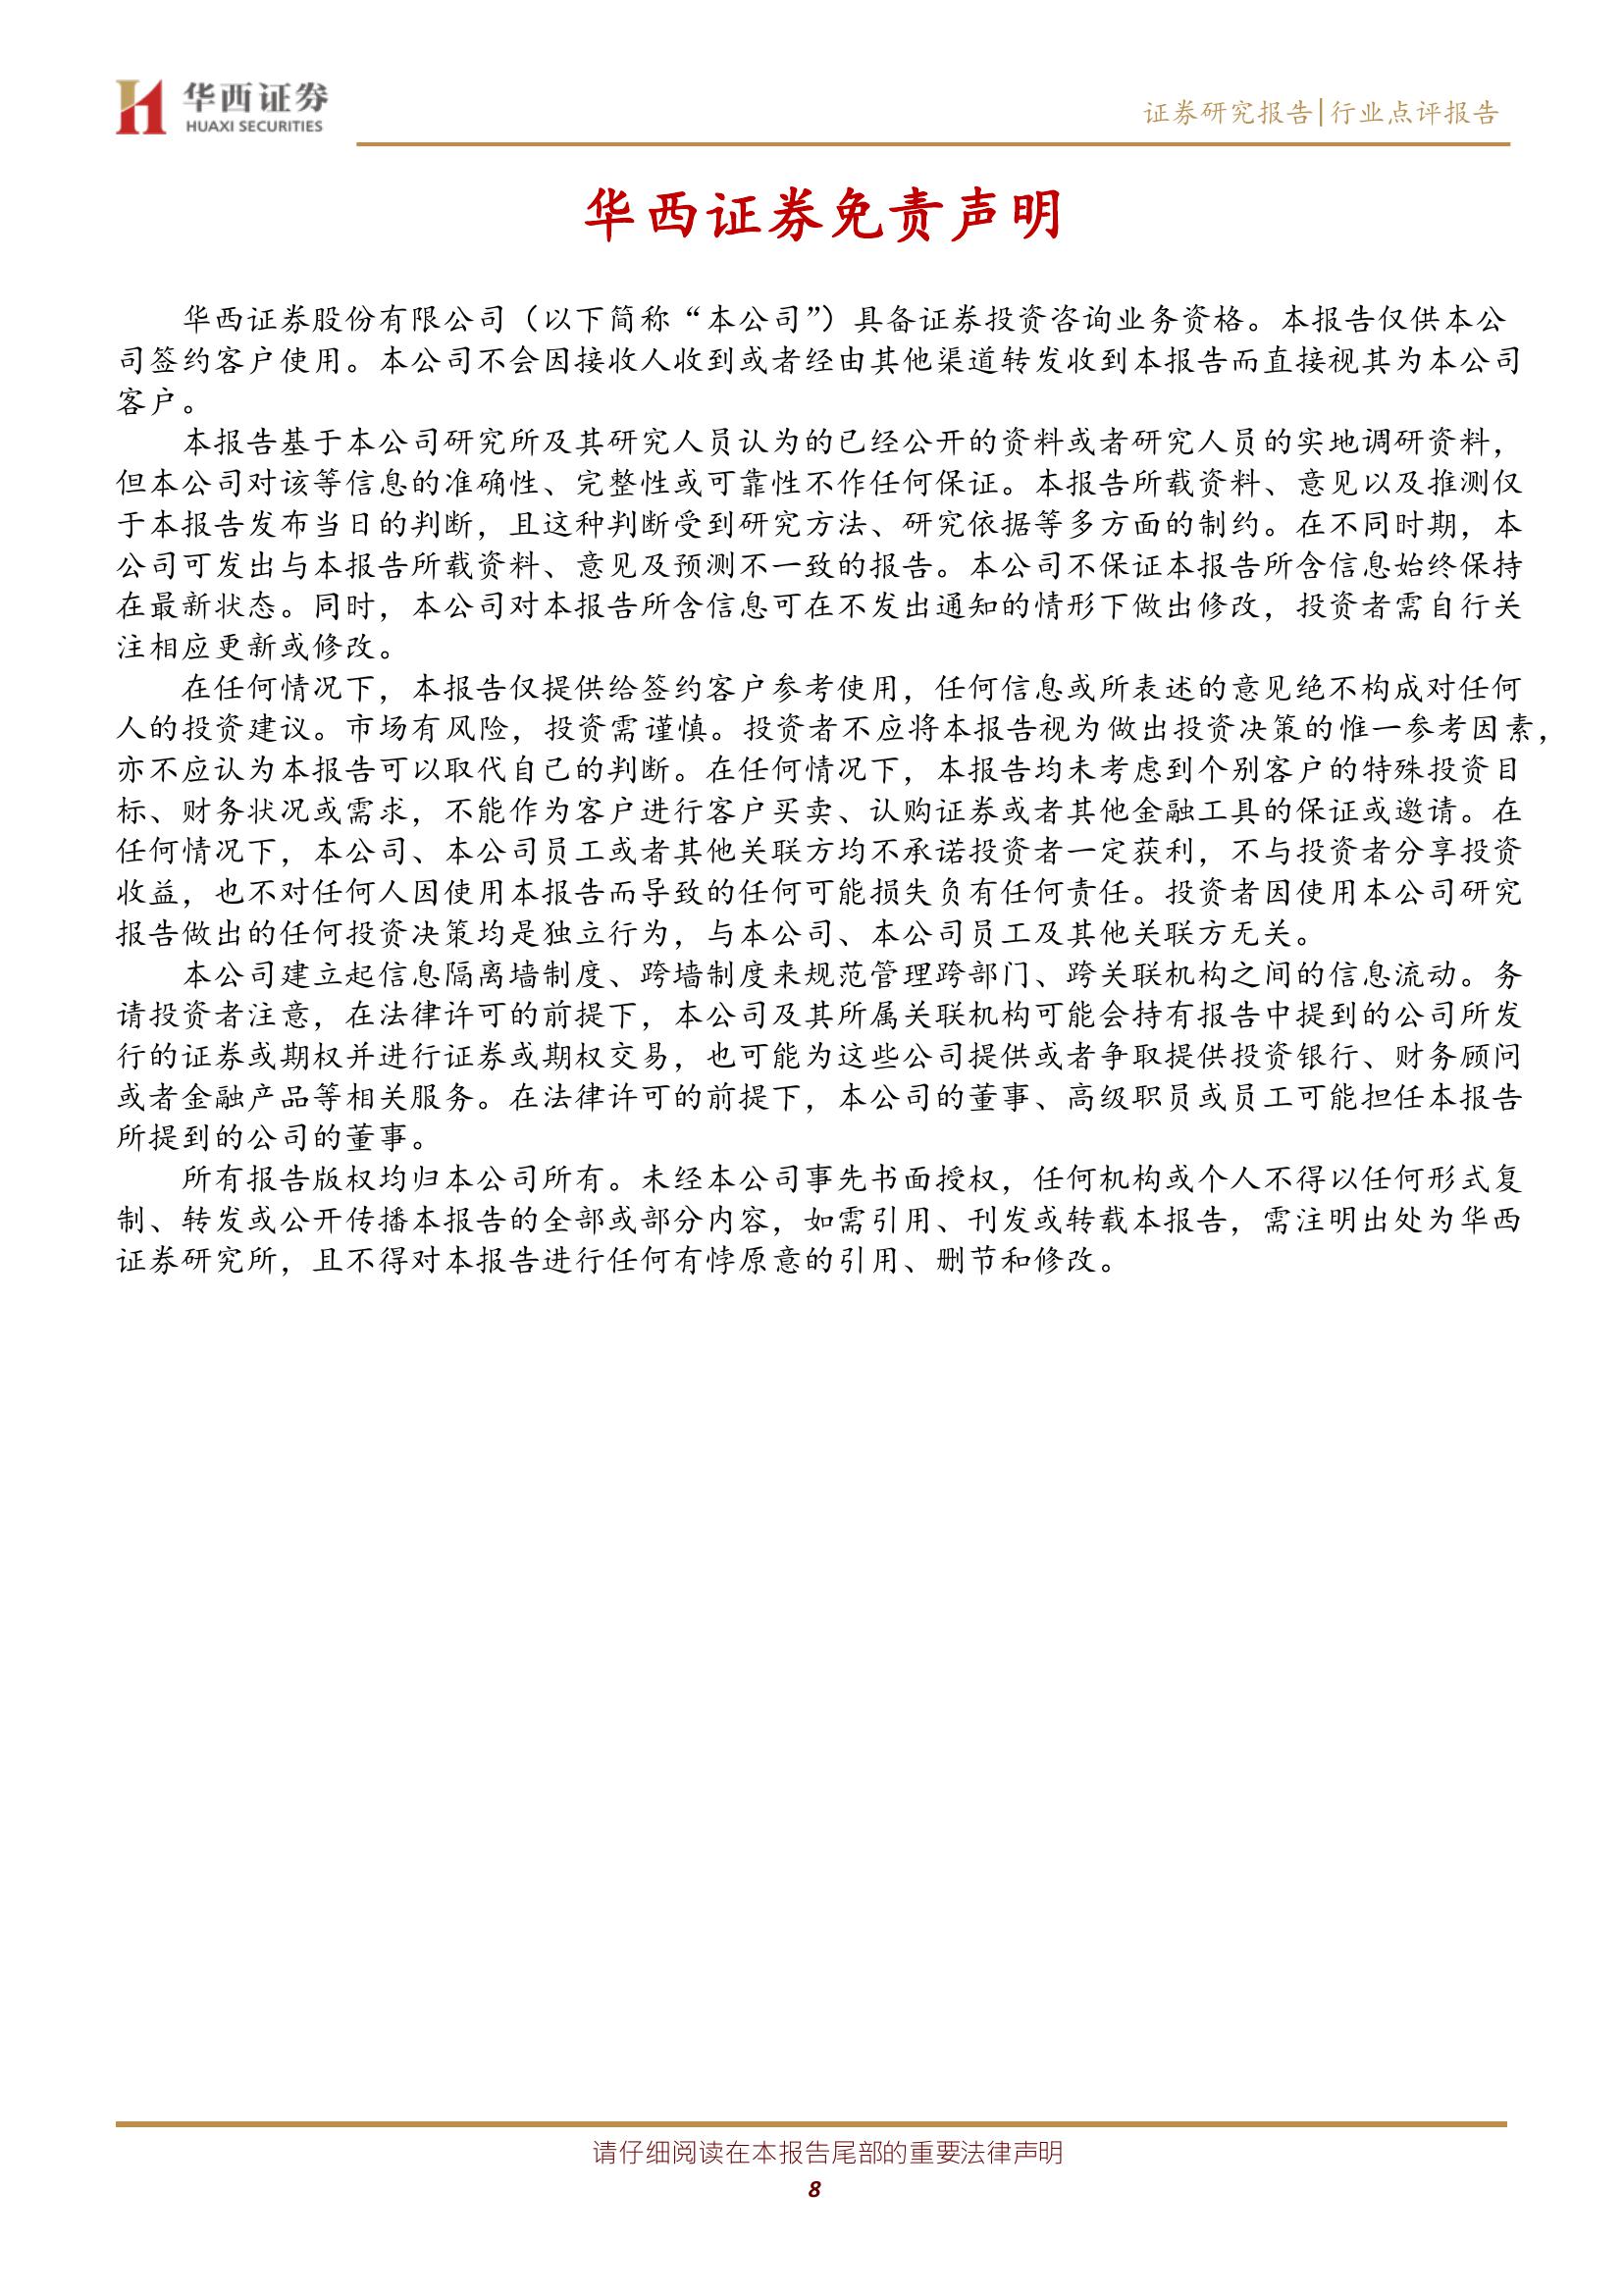 华西证券
HUAXI SECURITIES
证券研究报告|行业点评报告
华西证券免责声明
华西证券股份有限公司（以下简称“本公司”）具备证券投资咨询业务资格。本报告仅供本公
司签约客户使用。本公司不会因接收人收到或者经由其他渠道转发收到本报告而直接视其为本公司
客户。
本报告基于本公司研究所及其研究人员认为的已经公开的资料或者研究人员的实地调研资料，
但本公司对该等信息的准确性、完整性或可靠性不作任何保证。本报告所载资料、意见以及推测仅
于本报告发布当日的判断，且这种判断受到研究方法、研究依据等多方面的制约。在不同时期，本
公司可发出与本报告所载资料、意见及预测不一致的报告。本公司不保证本报告所含信息始终保持
在最新状态。同时，本公司对本报告所含信息可在不发出通知的情形下做出修改，投资者需自行关
注相应更新或修改。
在任何情况下，本报告仅提供给签约客户参考使用，任何信息或所表述的意见绝不构成对任何
人的投资建议。市场有风险，投资需谨慎。投资者不应将本报告视为做出投资决策的惟一参考因素，
亦不应认为本报告可以取代自己的判断。在任何情况下，本报告均未考虑到个别客户的特殊投资目
标、财务状况或需求，不能作为客户进行客户买卖、认购证券或者其他金融工具的保证或邀请。在
任何情况下，本公司、本公司员工或者其他关联方均不承诺投资者一定获利，不与投资者分享投资
收益，也不对任何人因使用本报告而导致的任何可能损失负有任何责任。投资者因使用本公司研究
报告做出的任何投资决策均是独立行为，与本公司、本公司员工及其他关联方无关。
本公司建立起信息隔离墙制度、跨墙制度来规范管理跨部门、跨关联机构之间的信息流动。务
请投资者注意，在法律许可的前提下，本公司及其所属关联机构可能会持有报告中提到的公司所发
行的证券或期权并进行证券或期权交易，也可能为这些公司提供或者争取提供投资银行、财务顾问
或者金融产品等相关服务。在法律许可的前提下，本公司的董事、高级职员或员工可能担任本报告
所提到的公司的董事。
所有报告版权均归本公司所有。未经本公司事先书面授权，任何机构或个人不得以任何形式复
制、转发或公开传播本报告的全部或部分内容，如需引用、刊发或转载本报告，需注明出处为华西
证券研究所，且不得对本报告进行任何有悖原意的引用、删节和修改。
请仔细阅读在本报告尾部的重要法律声明
8